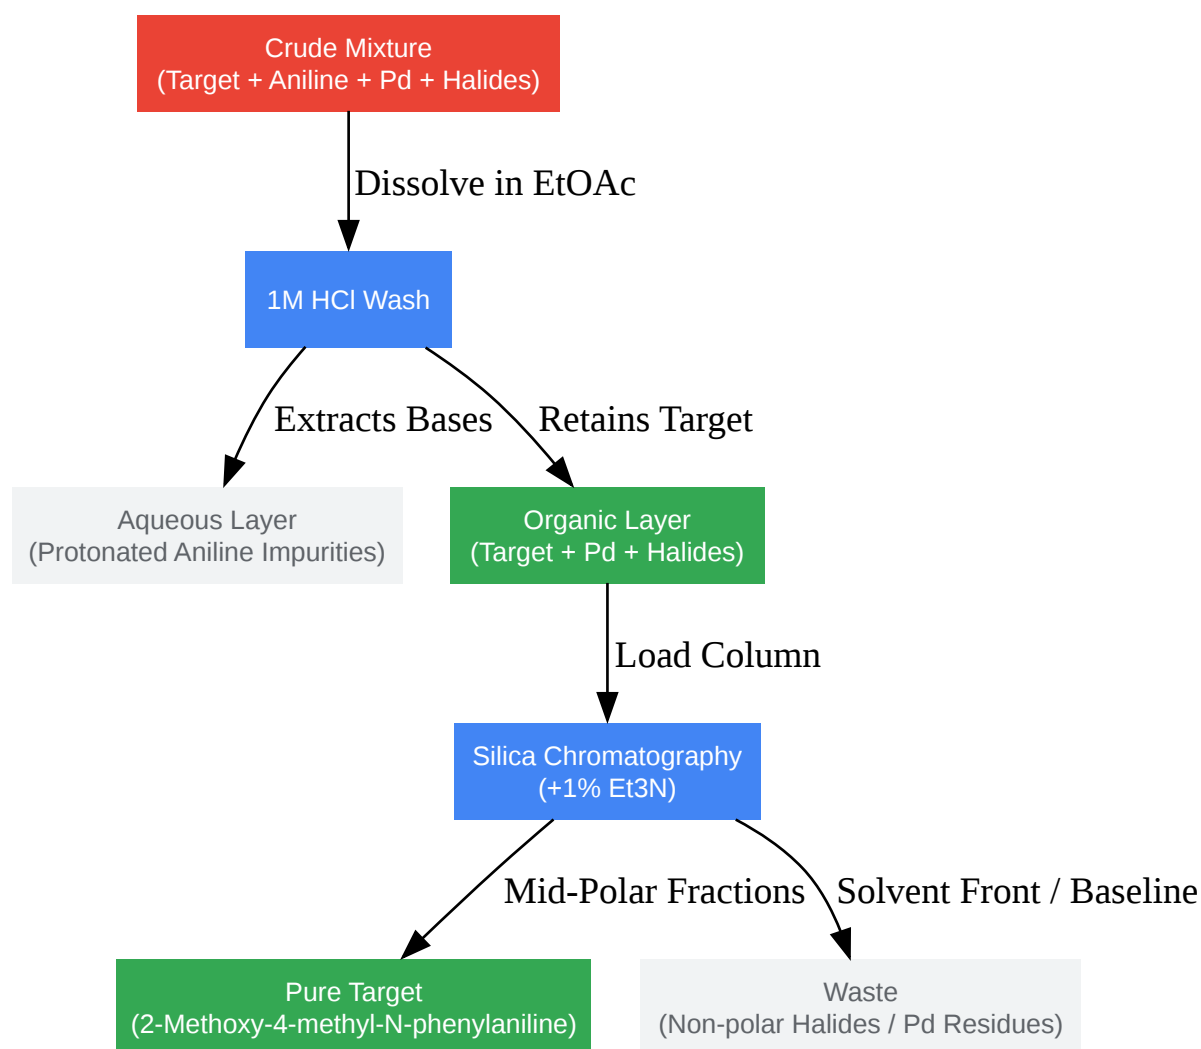 Crude Mixture
(Target + Aniline + Pd + Halides)
Dissolve in EtOAc
1M HCl Wash
Extracts Bases
Retains Target
Aqueous Layer
(Protonated Aniline Impurities)
Organic Layer
(Target + Pd + Halides)
Load Column
Silica Chromatography
(+1% Et3N)
Mid-Polar Fractions
Solvent Front / Baseline
Pure Target
(2-Methoxy-4-methyl-N-phenylaniline)
Waste
(Non-polar Halides / Pd Residues)